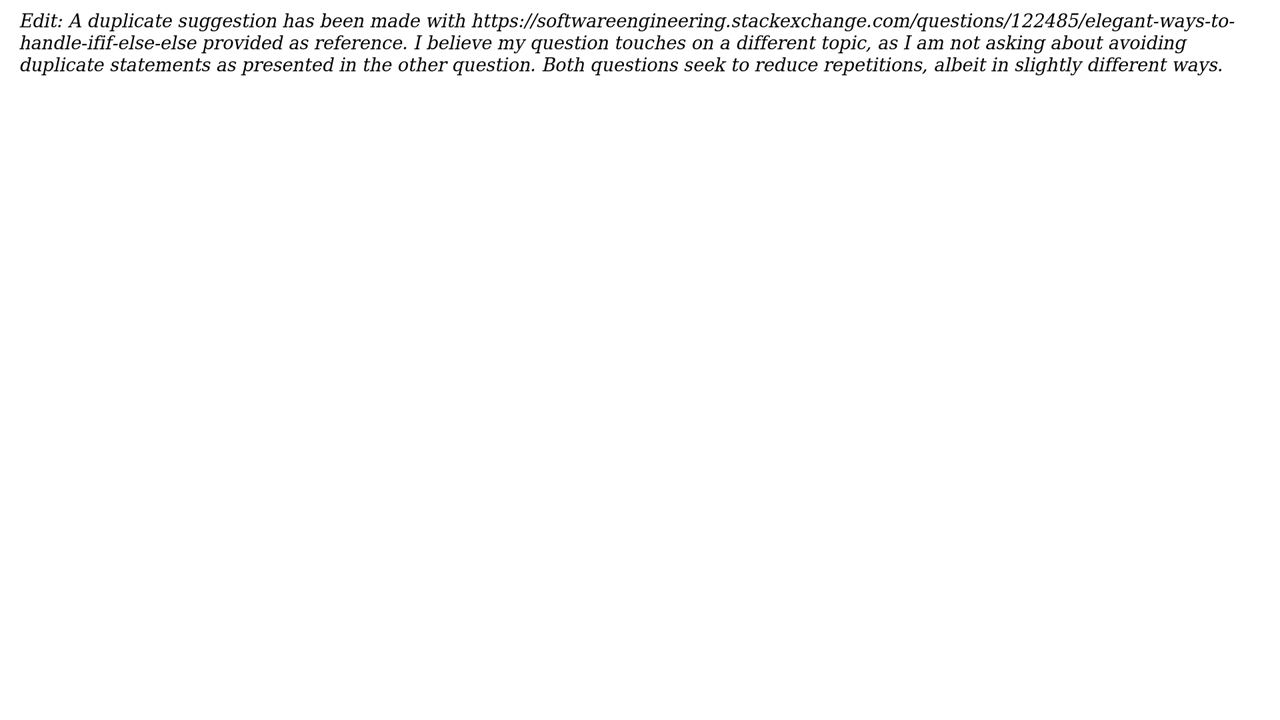 Edit: A duplicate suggestion has been made with https://softwareengineering.stackexchange.com/questions/122485/elegant-ways-to-
handle-ifif-else-else provided as reference. I believe my question touches on a different topic, as I am not asking about avoiding
duplicate statements as presented in the other question. Both questions seek to reduce repetitions, albeit in slightly different ways.